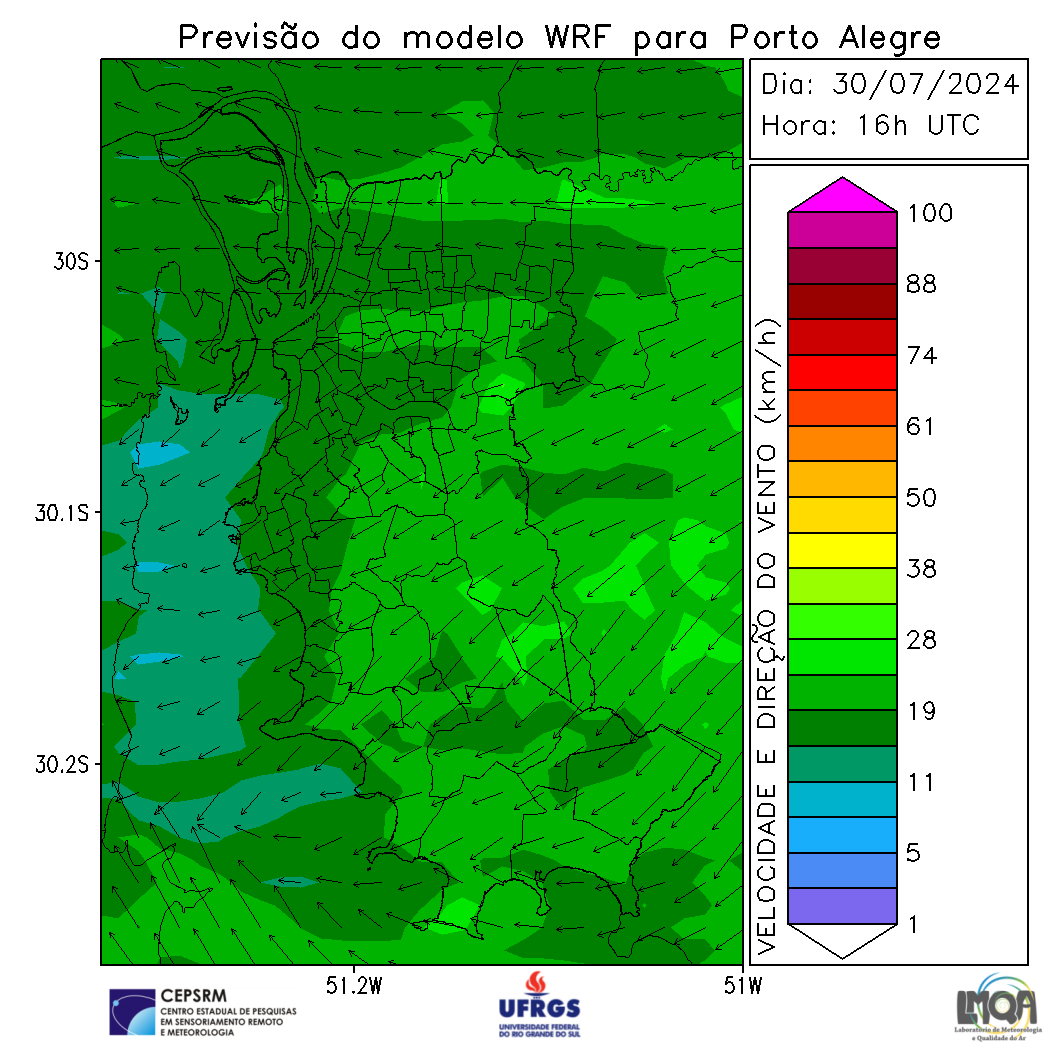 Previsão do modelo WRF para Porto Alegre
Dia: 30/07/2024
Hora: 16h UTC
30S
30.1S
30.2S
51.2W
51W
VELOCIDADE E DIREÇÃO DO VENTO (km/h)
100
88
74
61
50
38
28
19
11
5
1
CEPSRM
CENTRO ESTADUAL DE PESQUISAS
EM SENSORIAMENTO REMOTO
E METEOROLOGIA
UFRGS
UNIVERSIDADE FEDERAL
DO RIO GRANDE DO SUL
LMQA
Laboratório de Meteorologia
e Qualidade do Ar